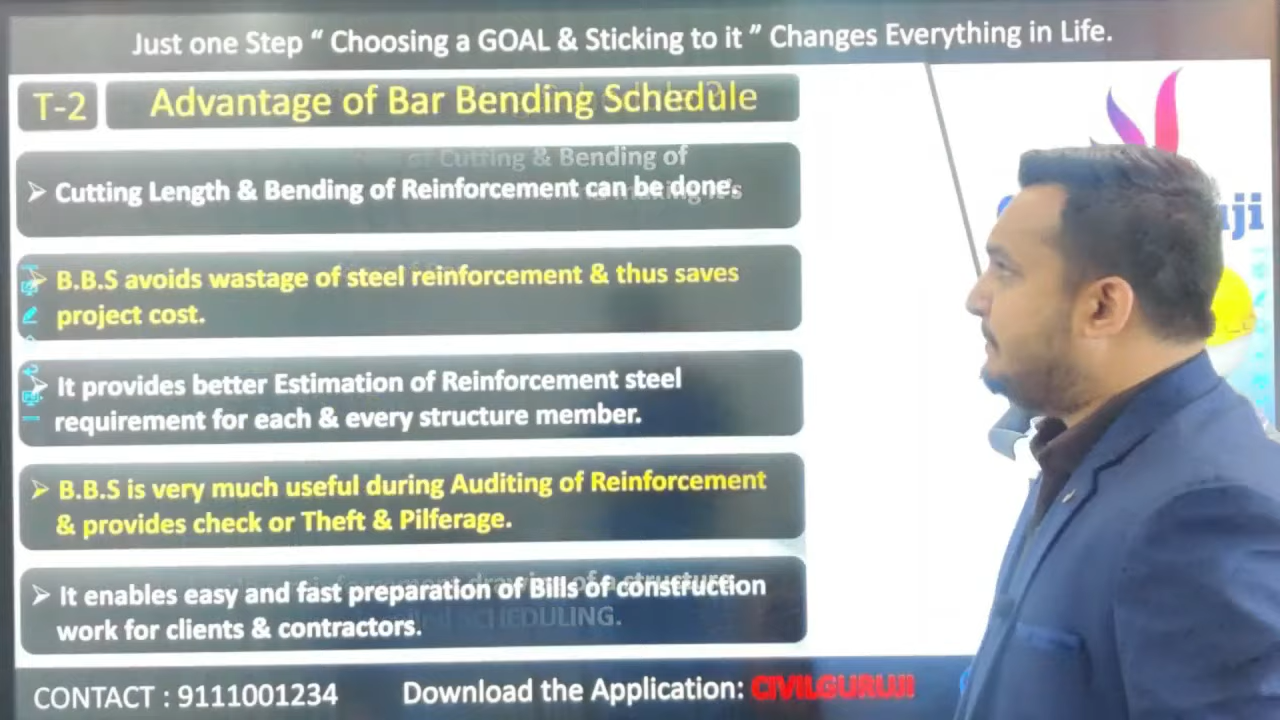 Just one Step “ Choosing a GOAL & Sticking to it ” Changes Everything in Life.
T-2
Advantage of Bar Bending Schedule
➢ Cutting Length & Bending of Reinforcement can be done.
➢ B.B.S avoids wastage of steel reinforcement & thus saves
project cost.
➢ It provides better Estimation of Reinforcement steel
requirement for each & every structure member.
➢ B.B.S is very much useful during Auditing of Reinforcement
& provides check or Theft & Pilferage.
➢ It enables easy and fast preparation of Bills of construction
work for clients & contractors.
CONTACT : 9111001234
Download the Application: CIVILGURUJI